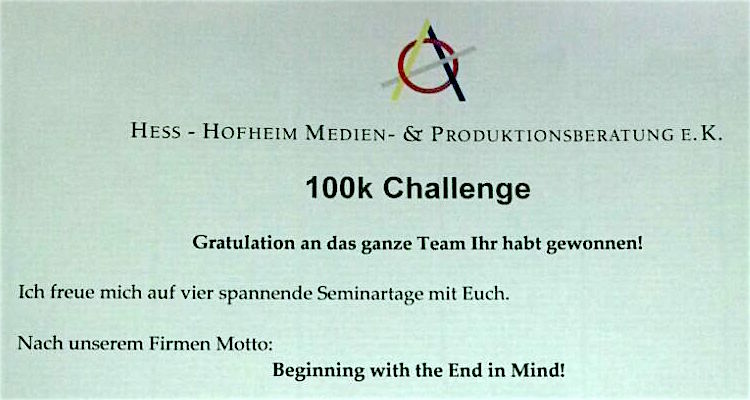 HESS - HOFHEIM MEDIEN- & PRODUKTIONSBERATUNG E.K.
100k Challenge
Gratulation an das ganze Team Ihr habt gewonnen!
Ich freue mich auf vier spannende Seminartage mit Euch.
Nach unserem Firmen Motto:
Beginning with the End in Mind!